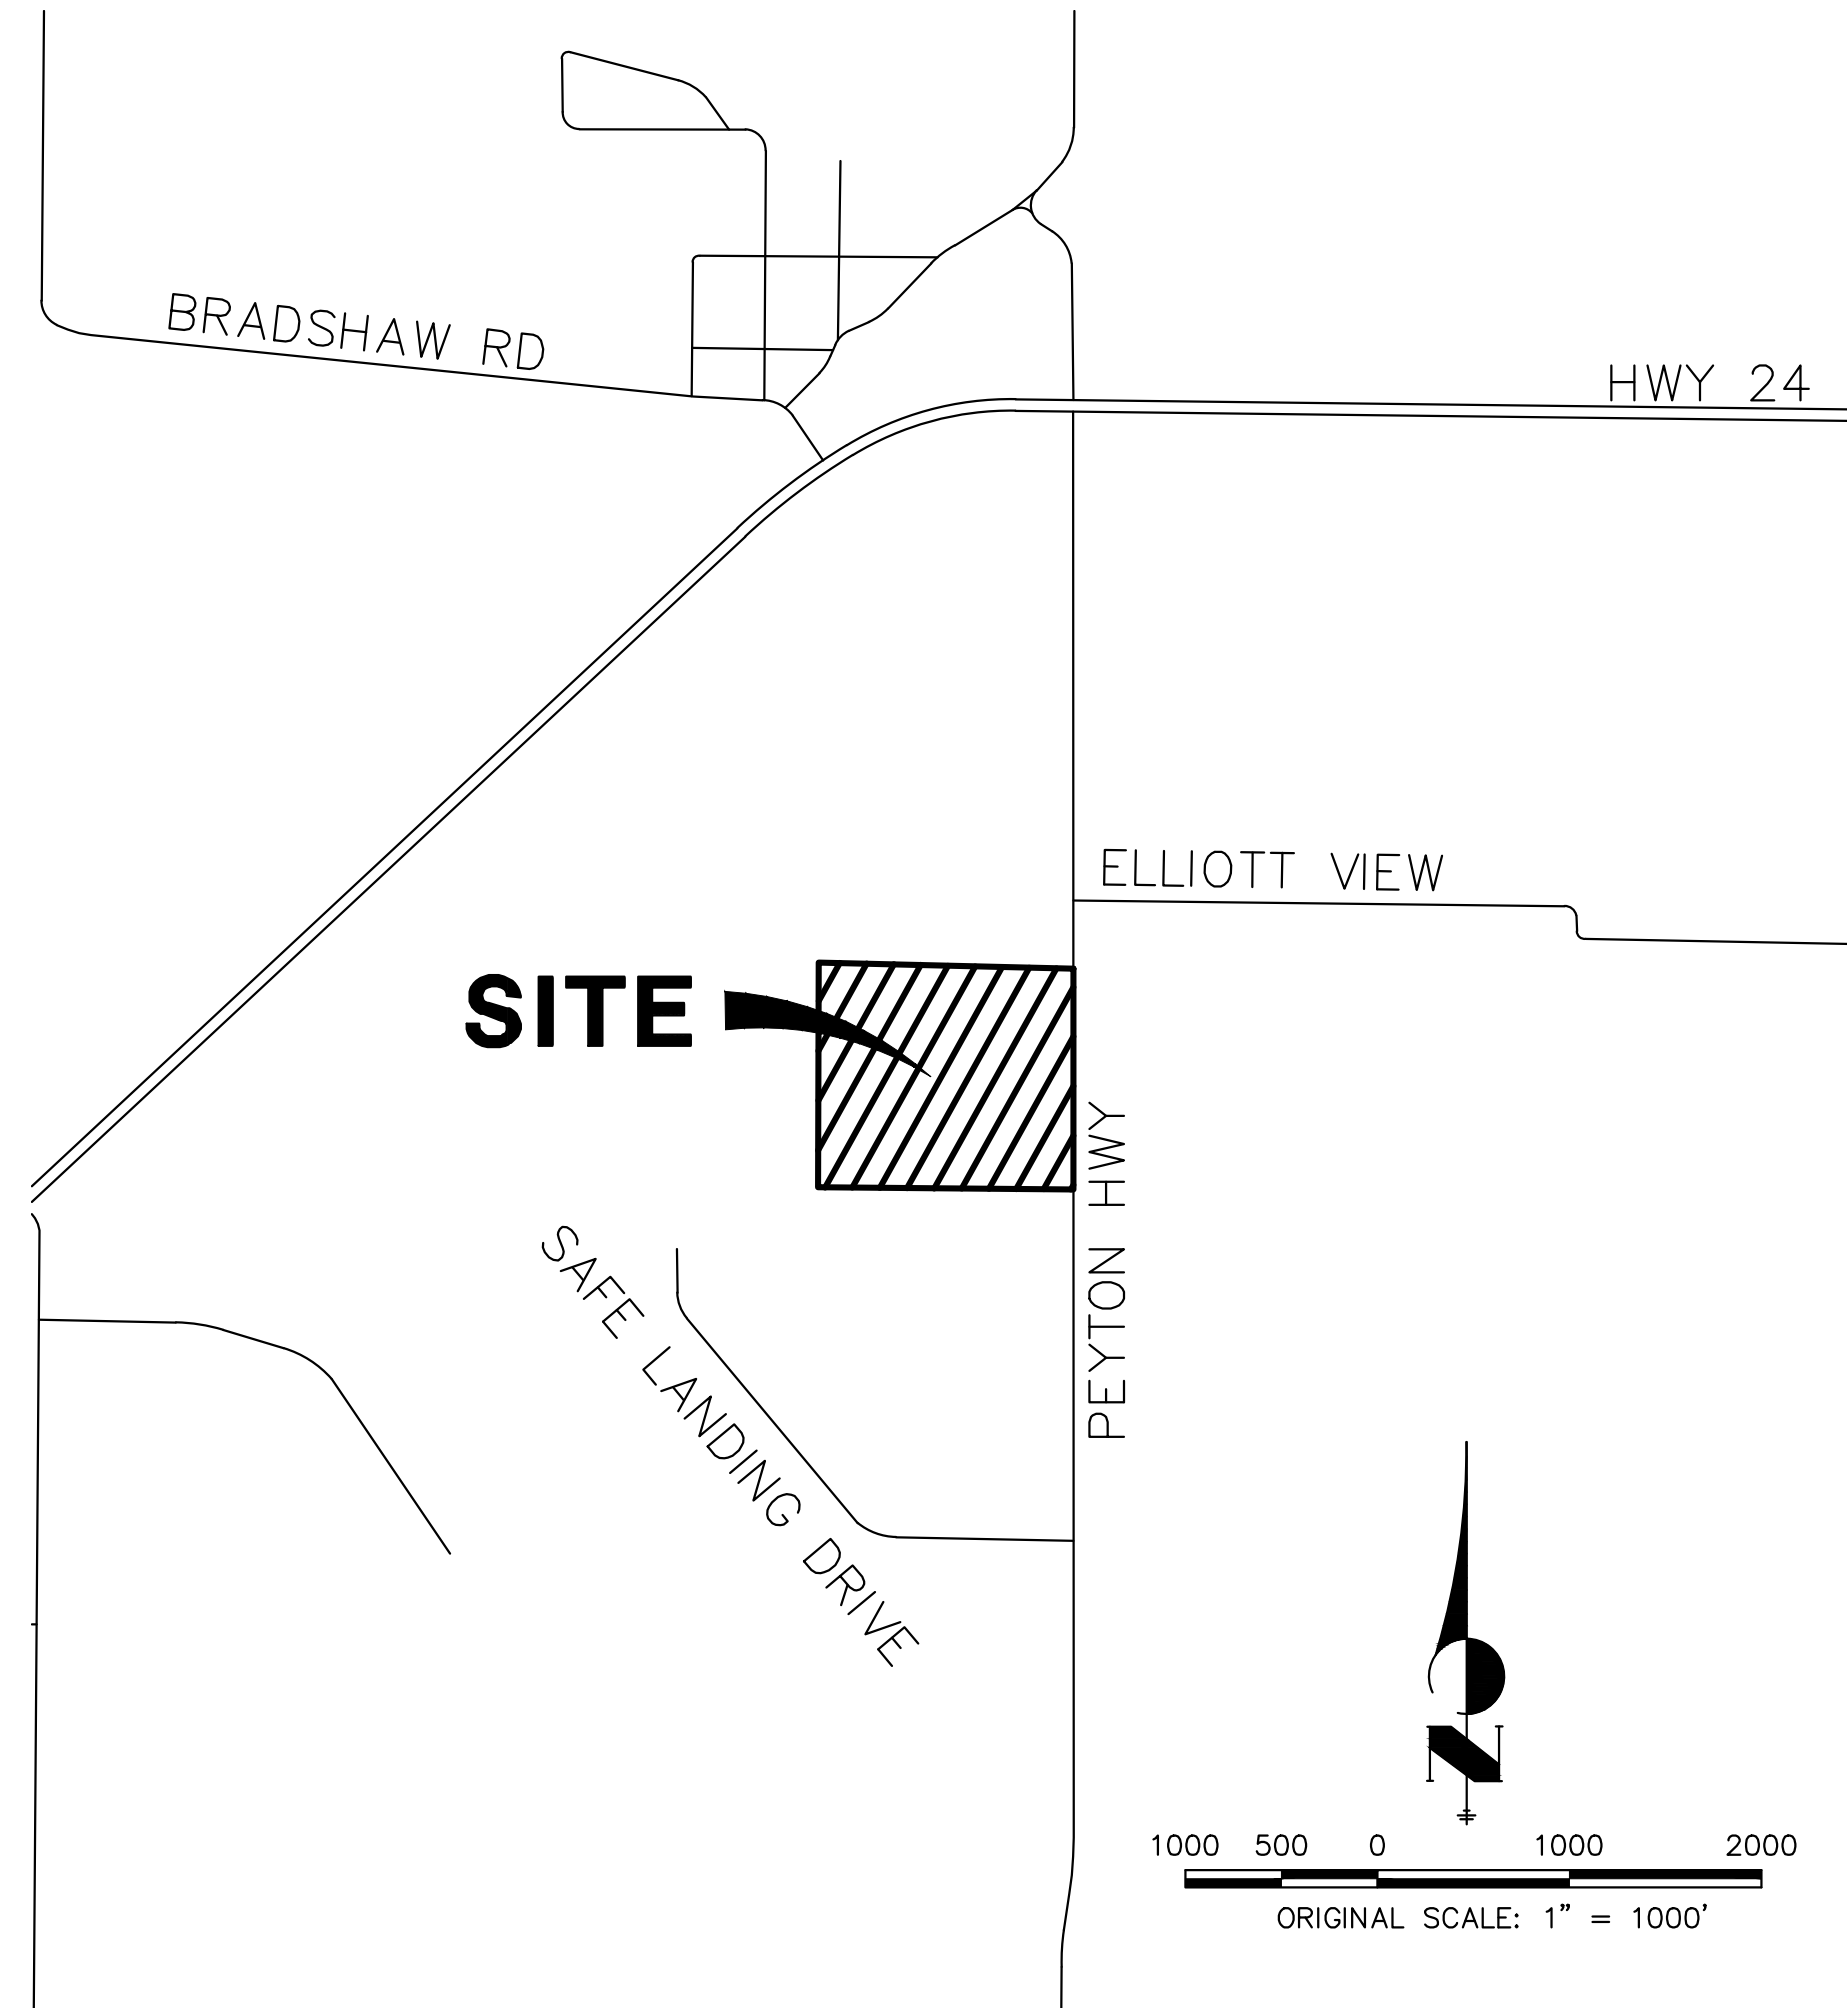 BRADSHAW RD
HWY 24
ELLIOTT VIEW
SITE
PEYTON HWY
SAFE LANDING DRIVE
N
1000 500 0 1000 2000
ORIGINAL SCALE: 1" = 1000'